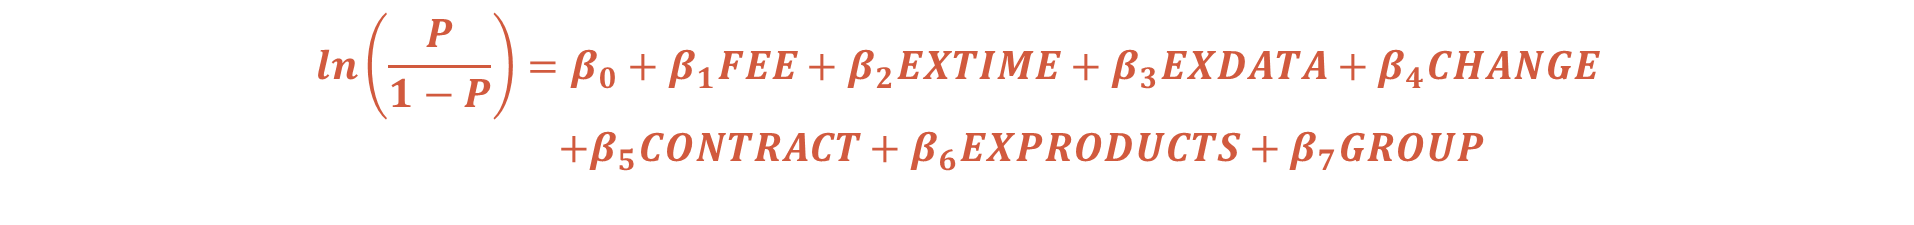 ln(P/(1 − P)) = β₀ + β₁FEE + β₂EXTIME + β₃EXDATA + β₄CHANGE
+β₅CONTRACT + β₆EXPRODUCTS + β₇GROUP